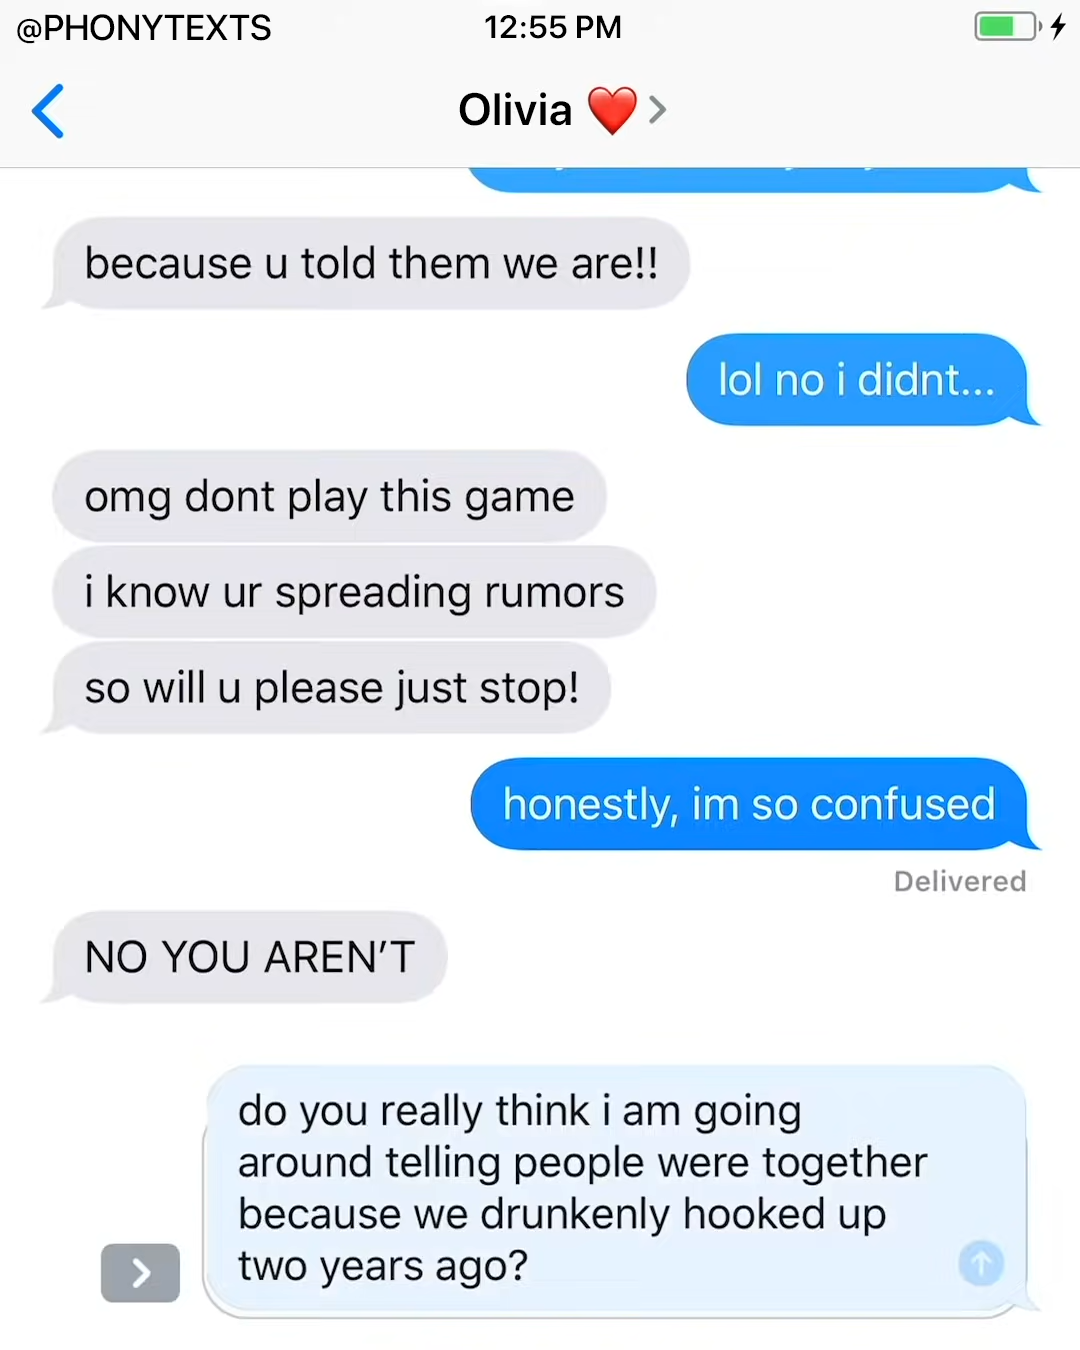 @PHONYTEXTS
12:55 PM
Olivia ❤️
because u told them we are!!
lol no i didnt...
omg dont play this game
i know ur spreading rumors
so will u please just stop!
honestly, im so confused
Delivered
NO YOU AREN’T
do you really think i am going
around telling people were together
because we drunkenly hooked up
two years ago?